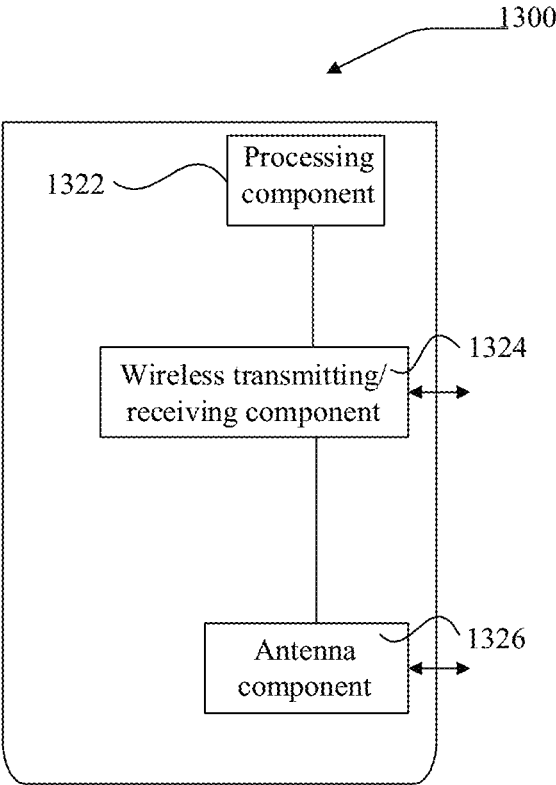 1300
Processing
component
1322
1324
Wireless transmitting/
receiving component
1326
Antenna
component